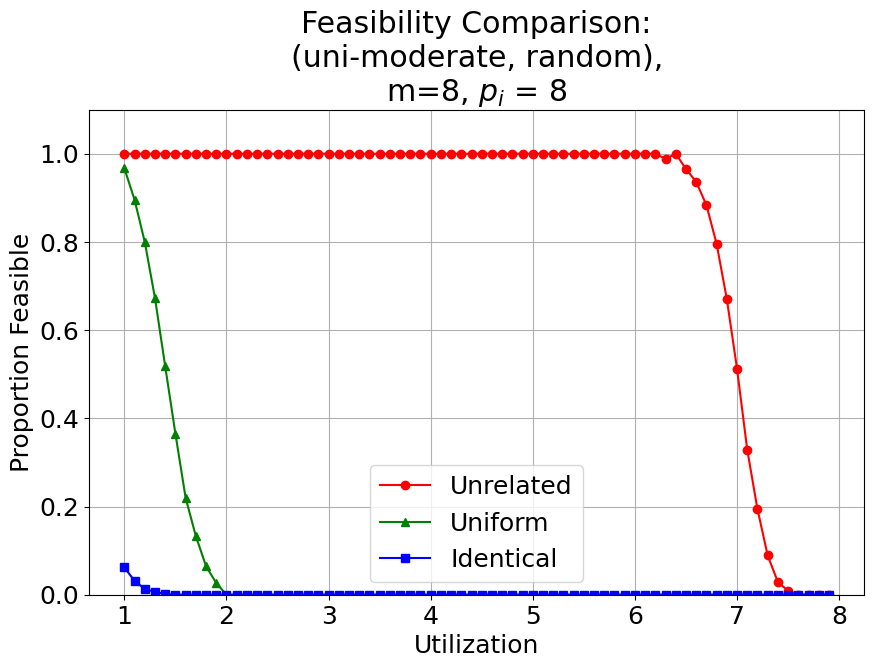 Feasibility Comparison:
(uni-moderate, random),
m=8, $p_i$ = 8
Proportion Feasible
1.0
0.8
0.6
0.4
0.2
0.0
Unrelated
Uniform
Identical
1 2 3 4 5 6 7 8
Utilization